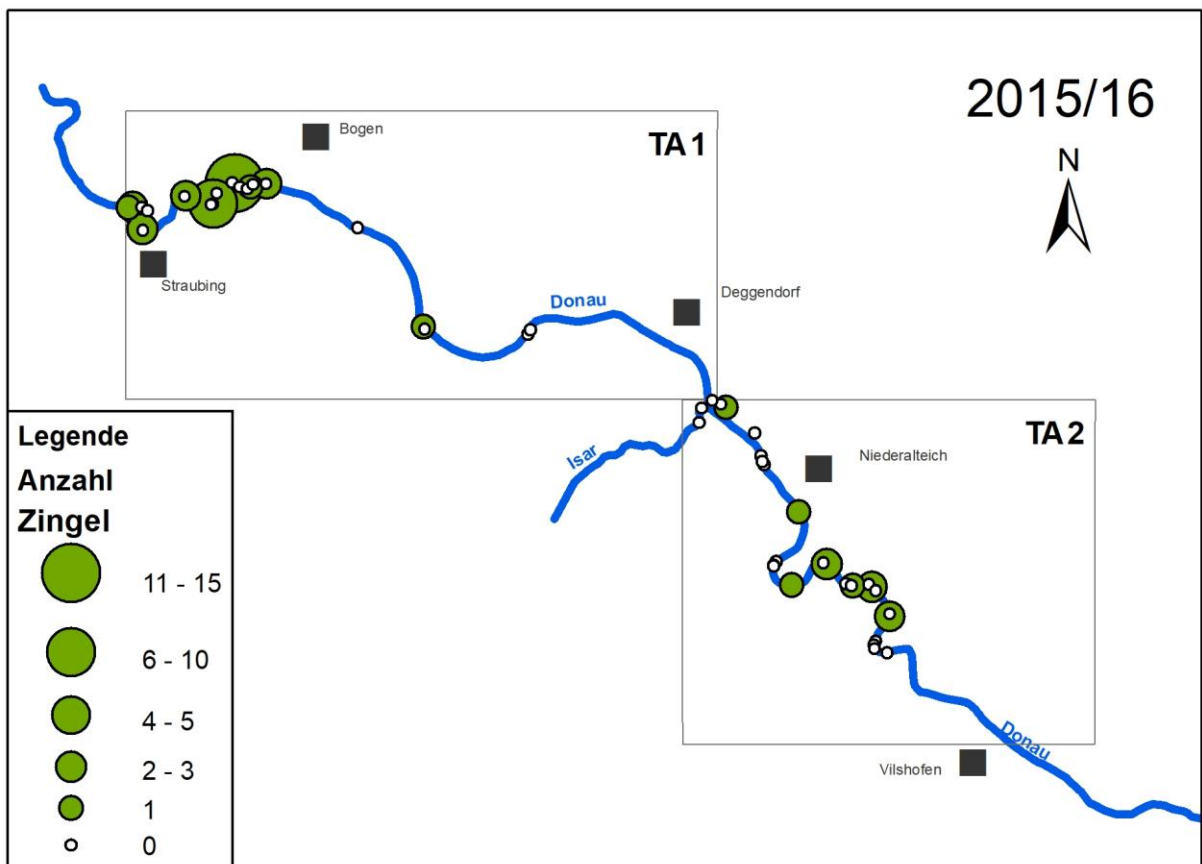 2015/16
N
Bogen
TA 1
Straubing
Donau
Deggendorf
TA 2
Isar
Niederalteich
Donau
Vilshofen
Legende
Anzahl
Zingel
11 - 15
6 - 10
4 - 5
2 - 3
1
0